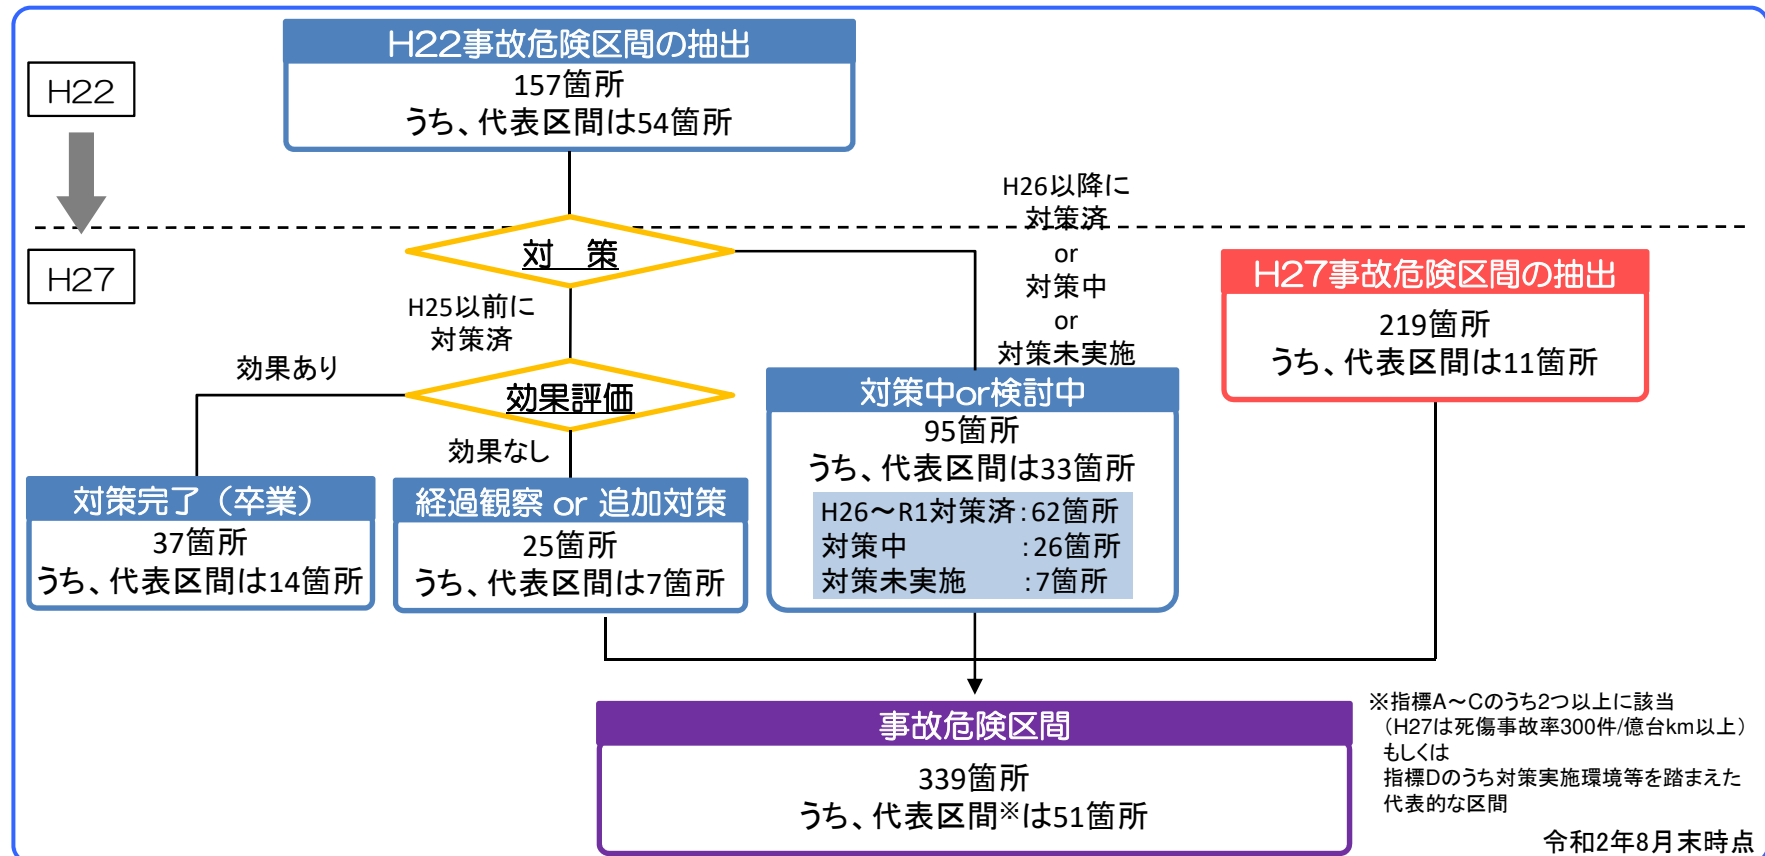 H22事故危険区間の抽出
157箇所
うち、代表区間は54箇所
H22
H26以降に
対策済
or
対策中
or
対策未実施
対　策
H27
H25以前に
対策済
H27事故危険区間の抽出
219箇所
うち、代表区間は11箇所
効果あり
効果評価
効果なし
対策中or検討中
95箇所
うち、代表区間は33箇所
H26～R1対策済：62箇所
対策中　　　　：26箇所
対策未実施　　：7箇所
対策完了（卒業）
37箇所
うち、代表区間は14箇所
経過観察 or 追加対策
25箇所
うち、代表区間は7箇所
事故危険区間
339箇所
うち、代表区間※は51箇所
※指標A～Cのうち2つ以上に該当
（H27は死傷事故率300件/億台km以上）
もしくは
指標Dのうち対策実施環境等を踏まえた
代表的な区間
令和2年8月末時点